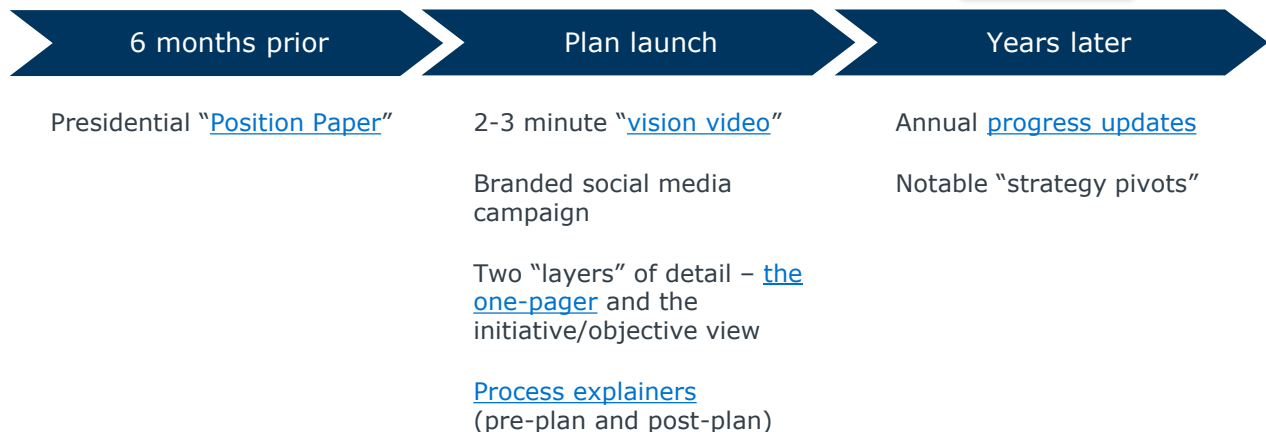 6 months prior
Plan launch
Years later
Presidential “Position Paper”
2-3 minute “vision video”
Branded social media
campaign
Two “layers” of detail – the
one-pager and the
initiative/objective view
Process explainers
(pre-plan and post-plan)
Annual progress updates
Notable “strategy pivots”